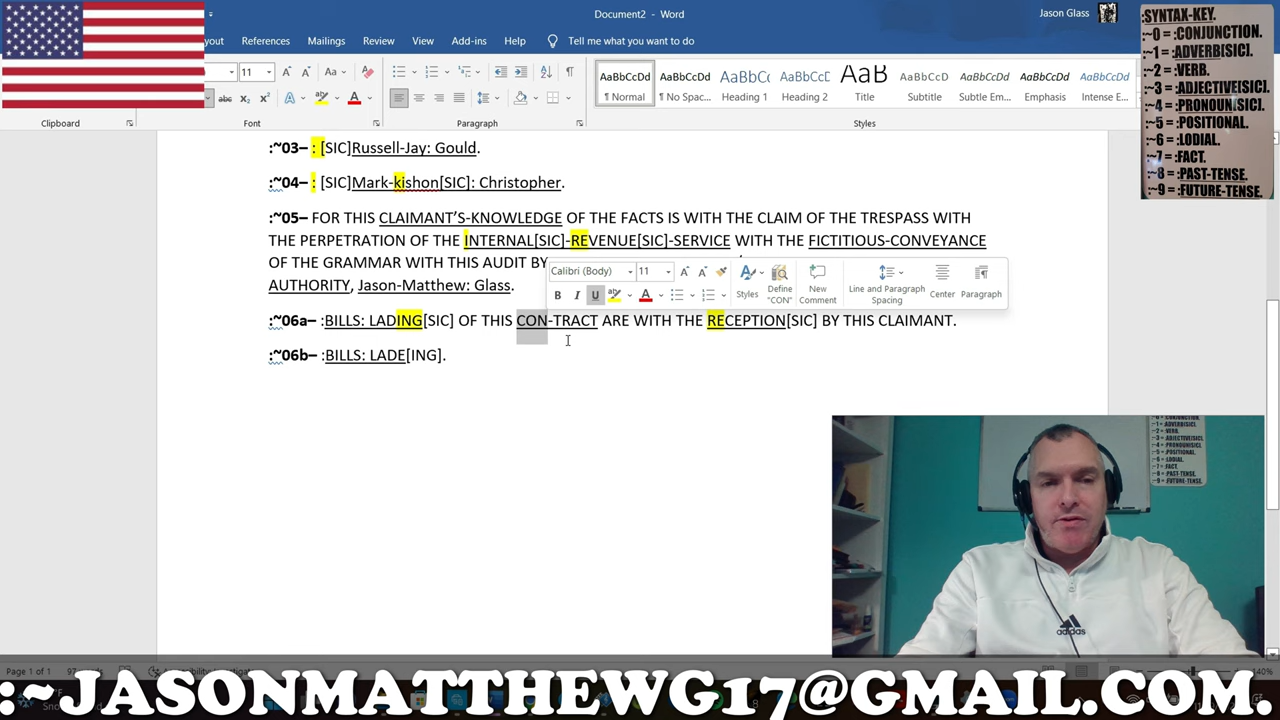 Document2 - Word
Jason Glass
out References Mailings Review View Add-ins Help Tell me what you want to do
11 Aa
AaBbCcDd AaBbCcDd AaBbCc AaBbCcD AaB AaBbCcD AaBbCcDd AaBbCcDd AaBbCcDd
¶ Normal ¶ No Spac... Heading 1 Heading 2 Title Subtitle Subtle Em... Emphasis Intense E...
Clipboard Font Paragraph Styles
:SYNTAX-KEY.
:~0 = :CONJUNCTION.
:~1 = :ADVERB[SIC].
:~2 = :VERB.
:~3 = :ADJECTIVE[SIC].
:~4 = :PRONOUN[SIC].
:~5 = :POSITIONAL.
:~6 = :LODIAL.
:~7 = :FACT.
:~8 = :PAST-TENSE.
:~9 = :FUTURE-TENSE.
:~03– : [SIC]Russell-Jay: Gould.
:~04– : [SIC]Mark-kishon[SIC]: Christopher.
:~05– FOR THIS CLAIMANT’S-KNOWLEDGE OF THE FACTS IS WITH THE CLAIM OF THE TRESPASS WITH
THE PERPETRATION OF THE INTERNAL[SIC]-REVENUE[SIC]-SERVICE WITH THE FICTITIOUS-CONVEYANCE
OF THE GRAMMAR WITH THIS AUDIT BY
AUTHORITY, Jason-Matthew: Glass.
Calibri (Body) 11
B I U
Styles Define "CON" New Comment Line and Paragraph Spacing Center Paragraph
:~06a– :BILLS: LADING[SIC] OF THIS CON-TRACT ARE WITH THE RECEPTION[SIC] BY THIS CLAIMANT.
:~06b– :BILLS: LADE[ING].
adidas
Page 1 of 1
140%
:~ JASONMATTHEWG17@GMAIL.COM.